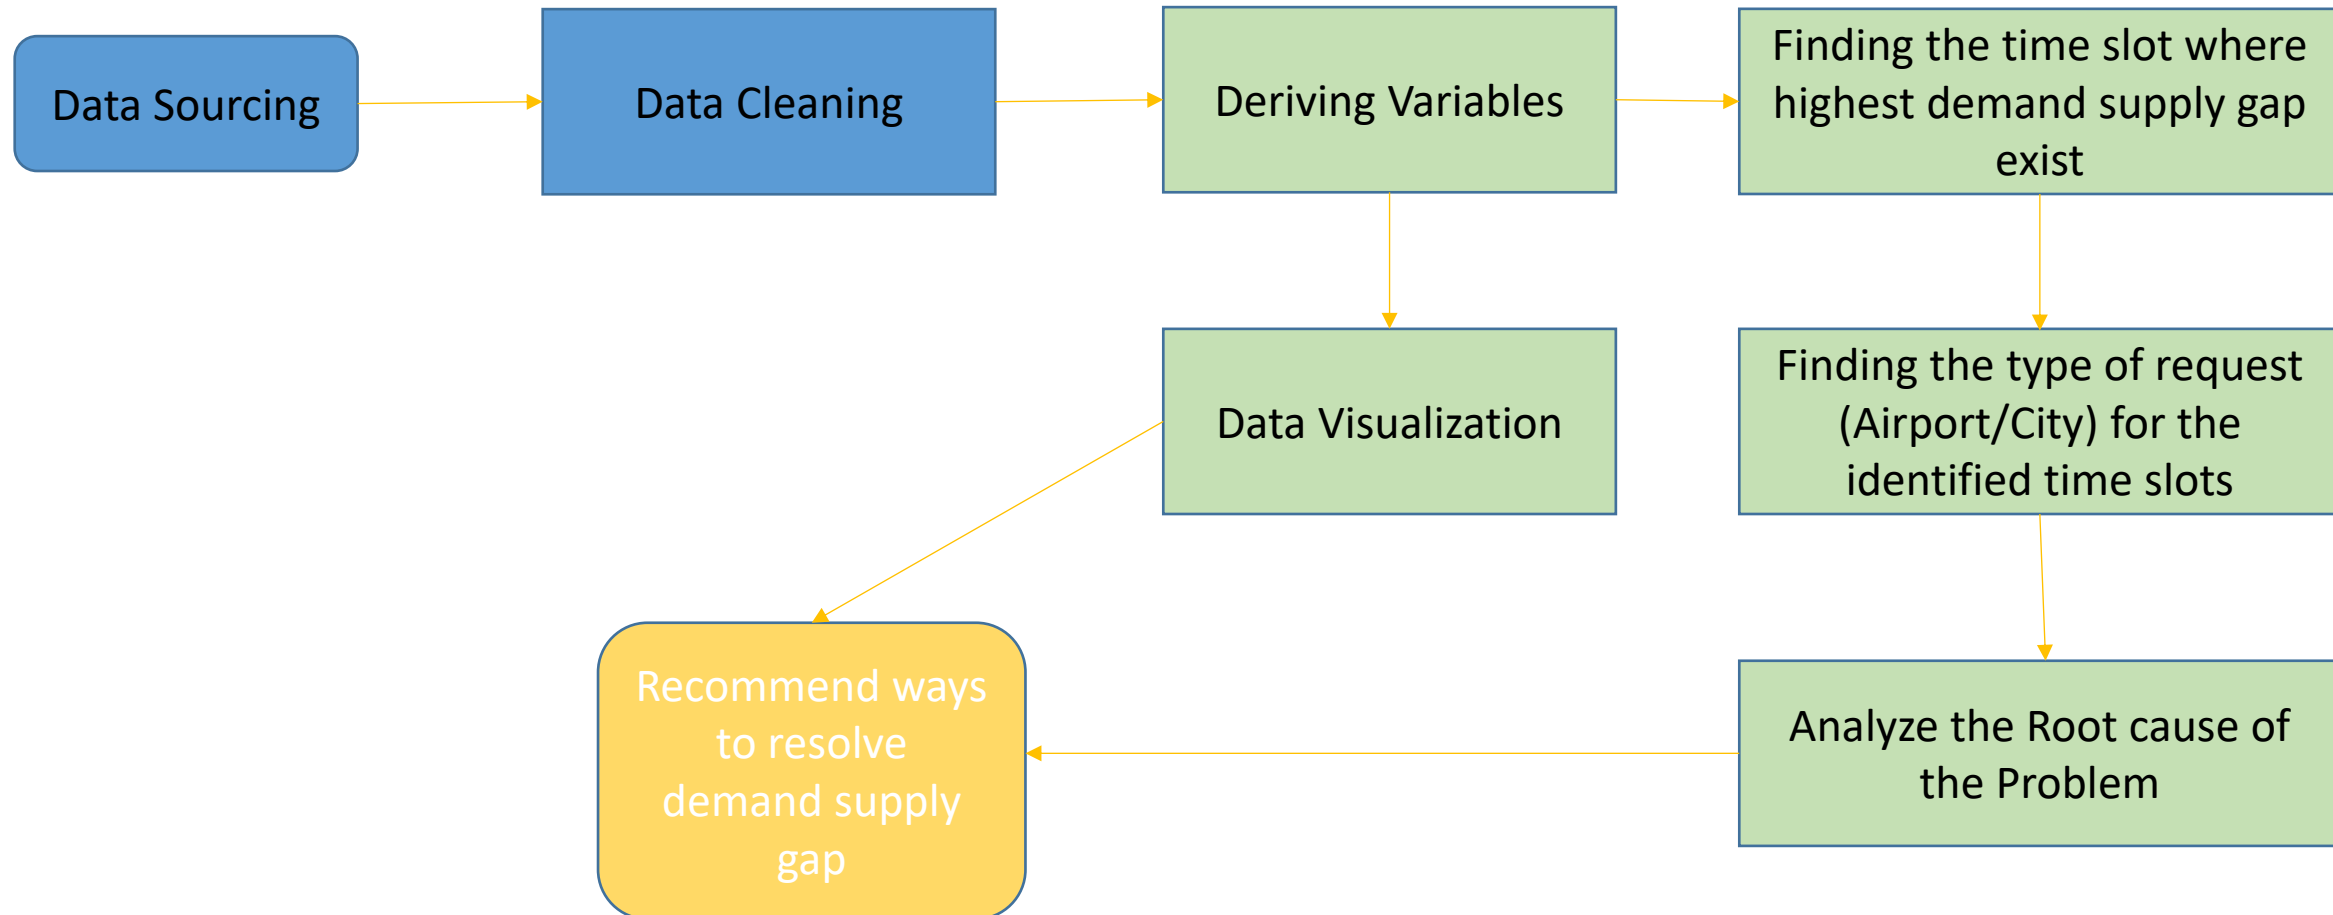 Data Sourcing
Data Cleaning
Deriving Variables
Finding the time slot where
highest demand supply gap
exist
Data Visualization
Finding the type of request
(Airport/City) for the
identified time slots
Recommend ways
to resolve
demand supply
gap
Analyze the Root cause of
the Problem